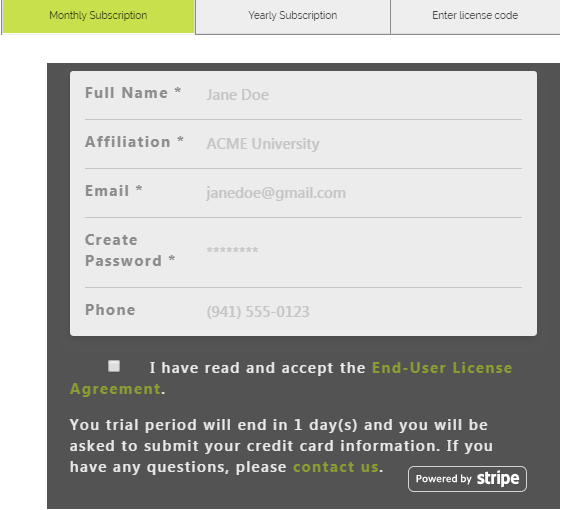 Monthly Subscription Yearly Subscription Enter license code
Full Name * Jane Doe
Affiliation * ACME University
Email * janedoe@gmail.com
Create
Password * ********
Phone (941) 555-0123
I have read and accept the End-User License
Agreement.
You trial period will end in 1 day(s) and you will be
asked to submit your credit card information. If you
have any questions, please contact us.
Powered by stripe